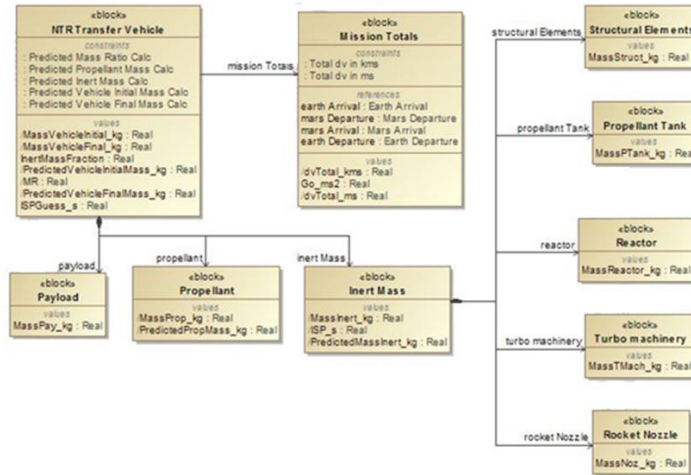 «block»
NTR Transfer Vehicle
constraints
: Predicted Mass Ratio Calc
: Predicted Propellant Mass Calc
: Predicted Inert Mass Calc
: Predicted Vehicle Initial Mass Calc
: Predicted Vehicle Final Mass Calc
values
/MassVehicleInitial_kg : Real
/MassVehicleFinal_kg : Real
InertMassFraction : Real
/PredictedVehicleInitialMass_kg : Real
/MR : Real
/PredictedVehicleFinalMass_kg : Real
ISPGuess_s : Real
mission Totals
«block»
Mission Totals
constraints
: Total dv in kms
: Total dv in ms
references
earth Arrival : Earth Arrival
mars Departure : Mars Departure
mars Arrival : Mars Arrival
earth Departure : Earth Departure
values
/dvTotal_kms : Real
Go_ms2 : Real
/dvTotal_ms : Real
payload
«block»
Payload
values
MassPay_kg : Real
propellant
«block»
Propellant
values
/MassProp_kg : Real
/PredictedPropMass_kg : Real
inert Mass
«block»
Inert Mass
values
/MassInert_kg : Real
/ISP_s : Real
/PredictedMassInert_kg : Real
structural Elements
«block»
Structural Elements
values
MassStruct_kg : Real
propellant Tank
«block»
Propellant Tank
values
MassPTank_kg : Real
reactor
«block»
Reactor
values
MassReactor_kg : Real
turbo machinery
«block»
Turbo machinery
values
MassTMach_kg : Real
rocket Nozzle
«block»
Rocket Nozzle
values
MassNoz_kg : Real